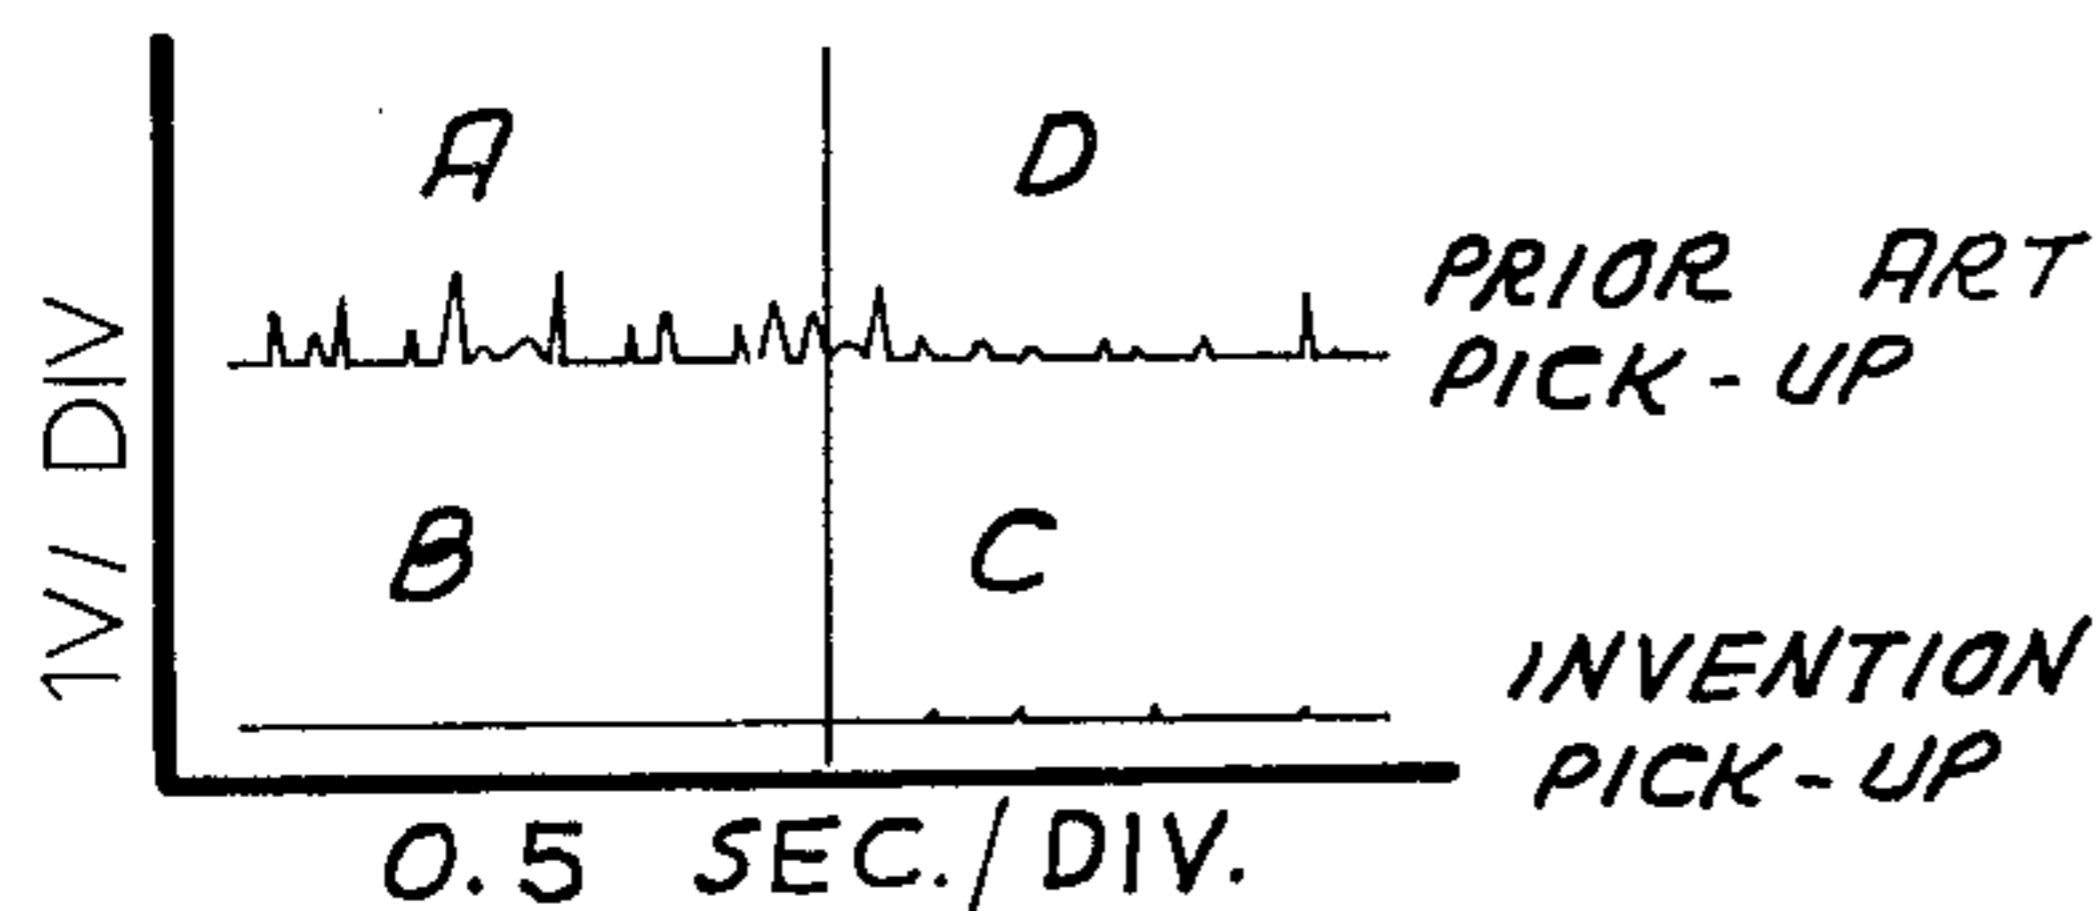 A
D
PRIOR ART
PICK-UP
1V/ DIV
B
C
INVENTION
PICK-UP
0.5 SEC./DIV.